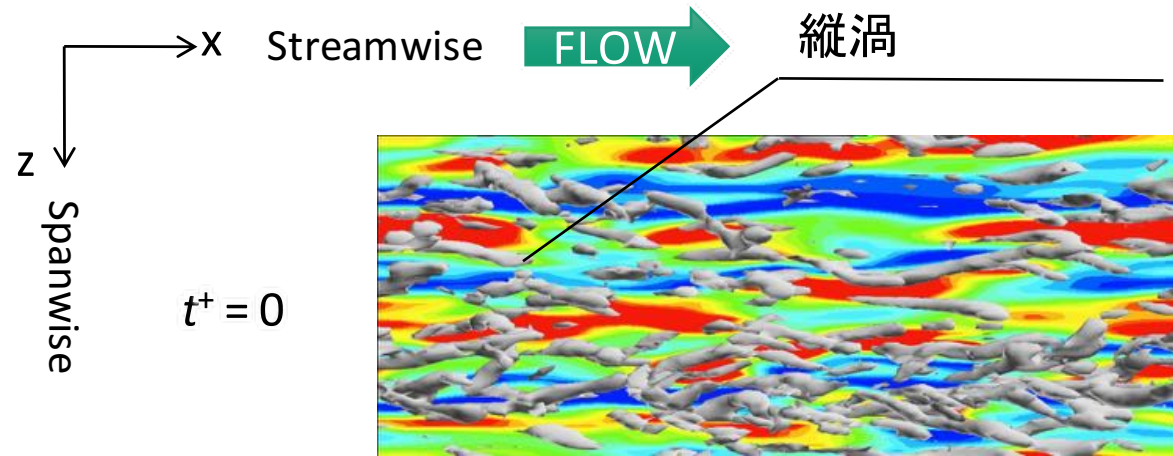 x Streamwise FLOW 縦渦
z
Spanwise
t⁺ = 0